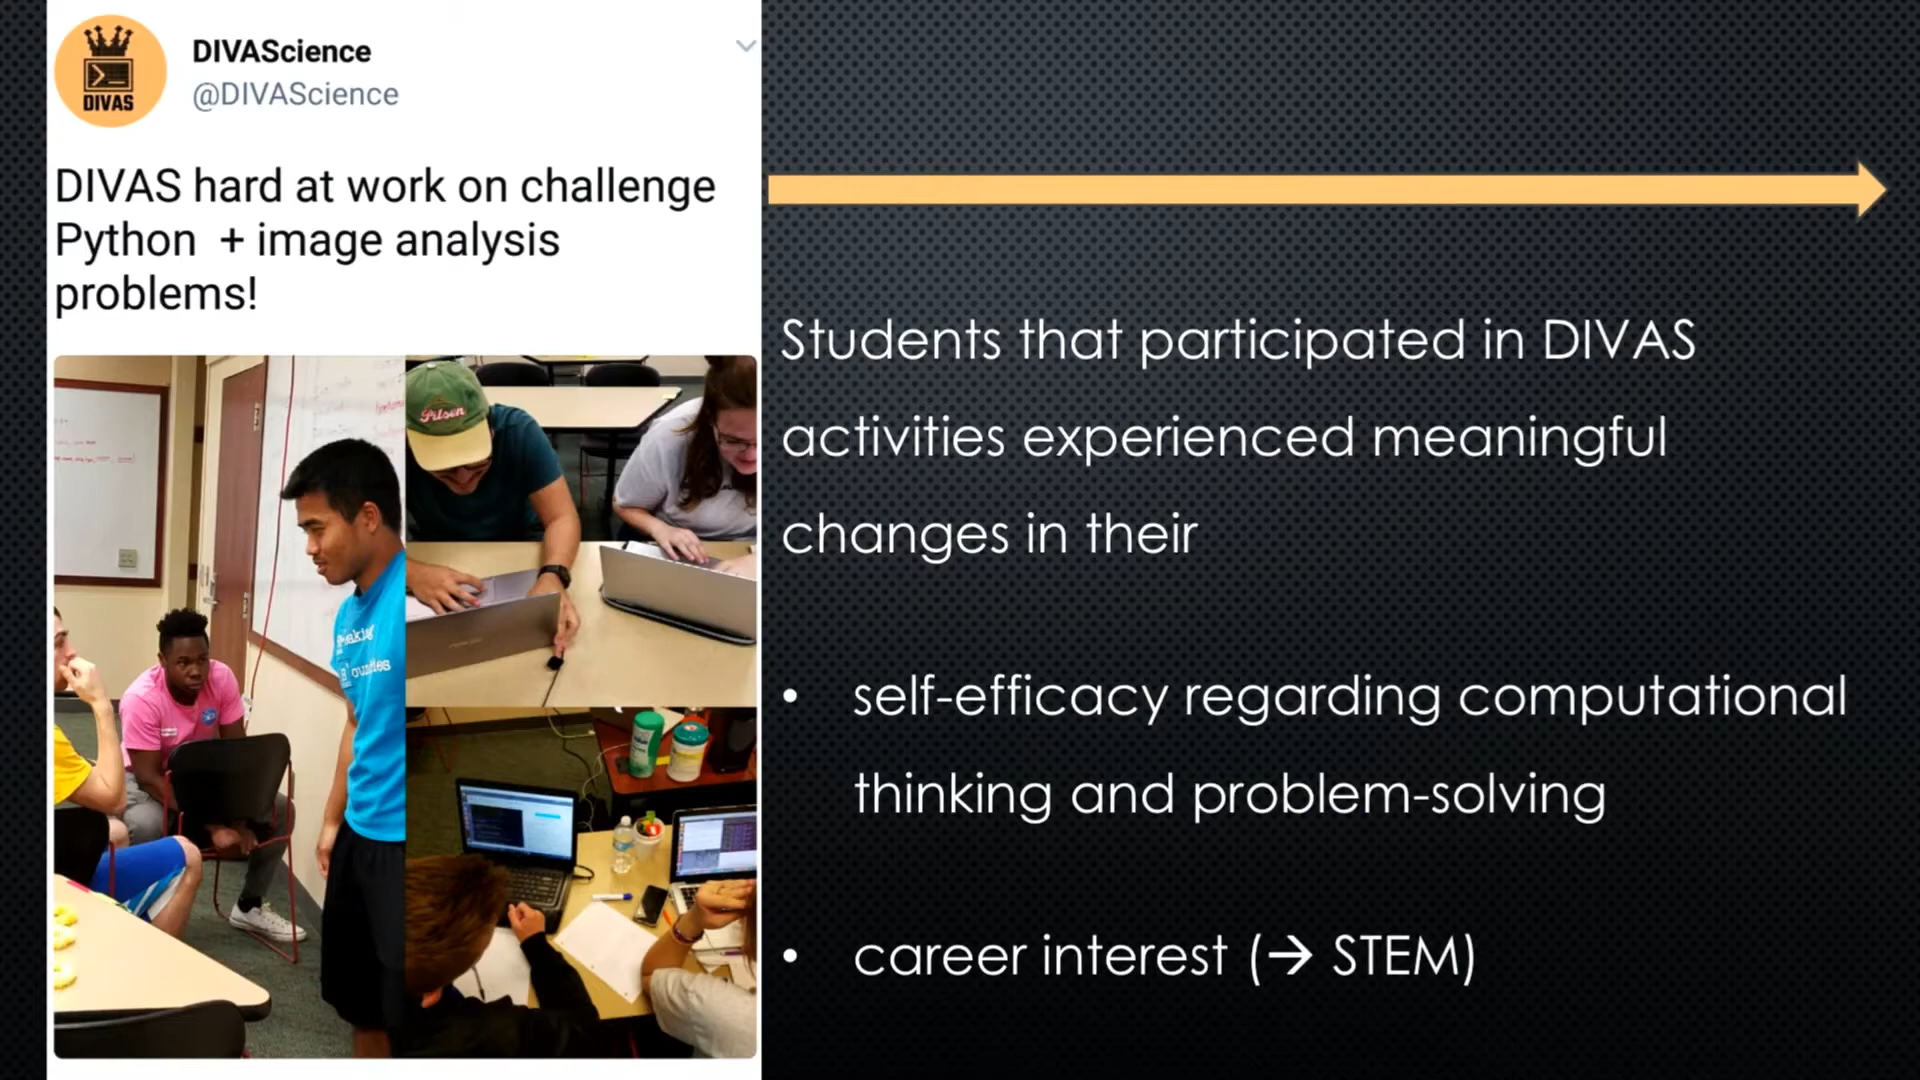 DIVAS
DIVAScience
@DIVAScience
DIVAS hard at work on challenge
Python + image analysis
problems!
Pilsen
Students that participated in DIVAS
activities experienced meaningful
changes in their
• self-efficacy regarding computational
thinking and problem-solving
• career interest (→ STEM)